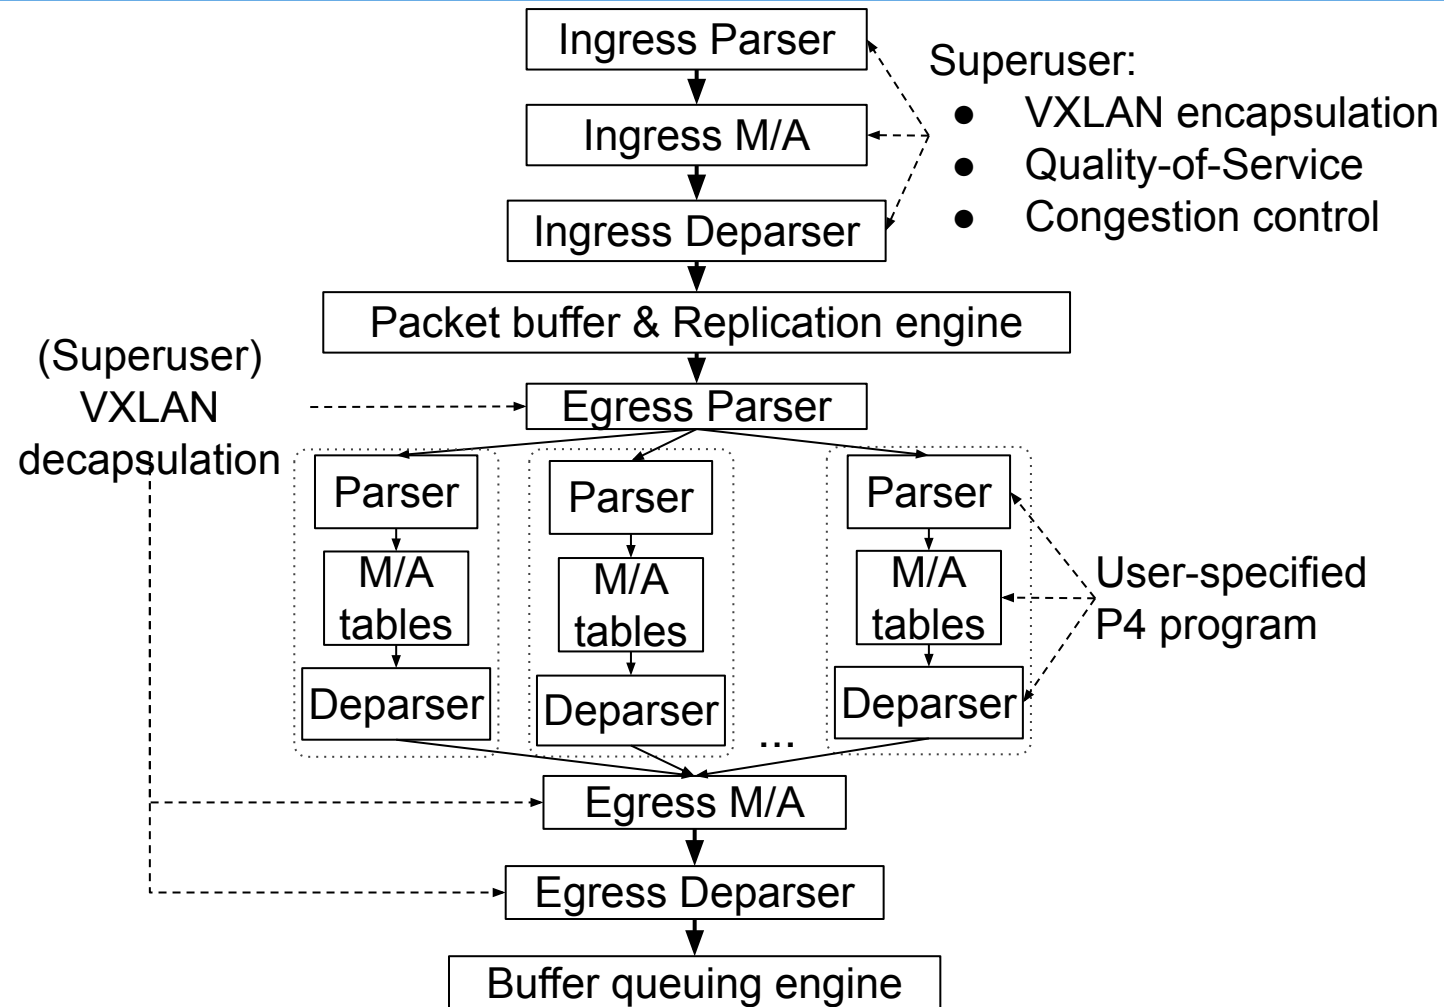 Ingress Parser
Superuser:
● VXLAN encapsulation
● Quality-of-Service
● Congestion control
Ingress M/A
Ingress Deparser
Packet buffer & Replication engine
(Superuser)
VXLAN
decapsulation
Egress Parser
Parser
M/A
tables
Deparser
Parser
M/A
tables
Deparser
...
Parser
M/A
tables
Deparser
User-specified
P4 program
Egress M/A
Egress Deparser
Buffer queuing engine